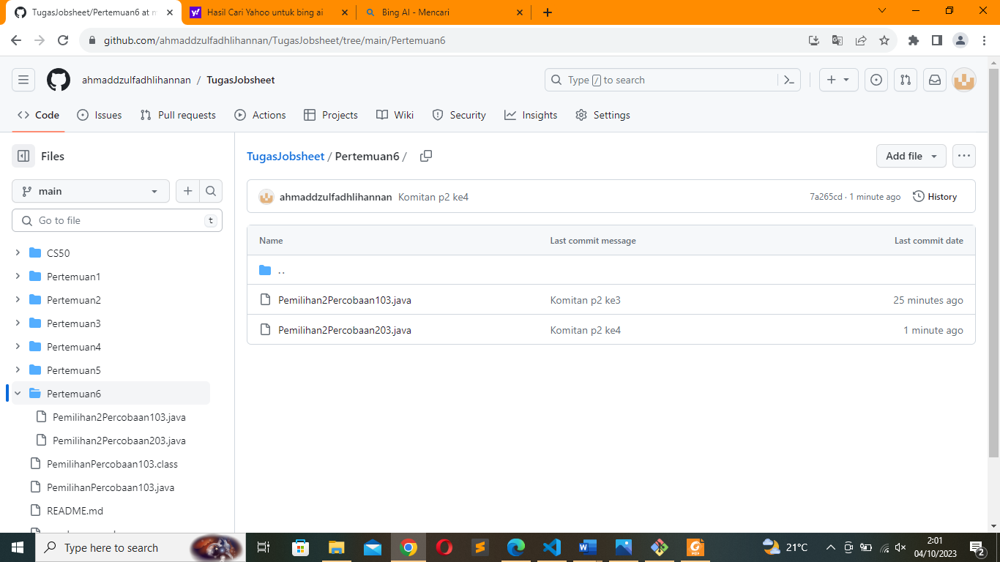 TugasJobsheet/Pertemuan6 at m
Hasil Cari Yahoo untuk bing ai
Bing AI - Mencari
github.com/ahmaddzulfadhlihannan/TugasJobsheet/tree/main/Pertemuan6
ahmaddzulfadhlihannan / TugasJobsheet
Type / to search
Code
Issues
Pull requests
Actions
Projects
Wiki
Security
Insights
Settings
Files
TugasJobsheet / Pertemuan6 /
Add file
main
ahmaddzulfadhlihannan Komitan p2 ke4
7a265cd · 1 minute ago
History
Go to file
t
Name
Last commit message
Last commit date
..
Pemilihan2Percobaan103.java
Komitan p2 ke3
25 minutes ago
Pemilihan2Percobaan203.java
Komitan p2 ke4
1 minute ago
CS50
Pertemuan1
Pertemuan2
Pertemuan3
Pertemuan4
Pertemuan5
Pertemuan6
Pemilihan2Percobaan103.java
Pemilihan2Percobaan203.java
PemilihanPercobaan103.class
PemilihanPercobaan103.java
README.md
Type here to search
21°C
2:01
04/10/2023
2